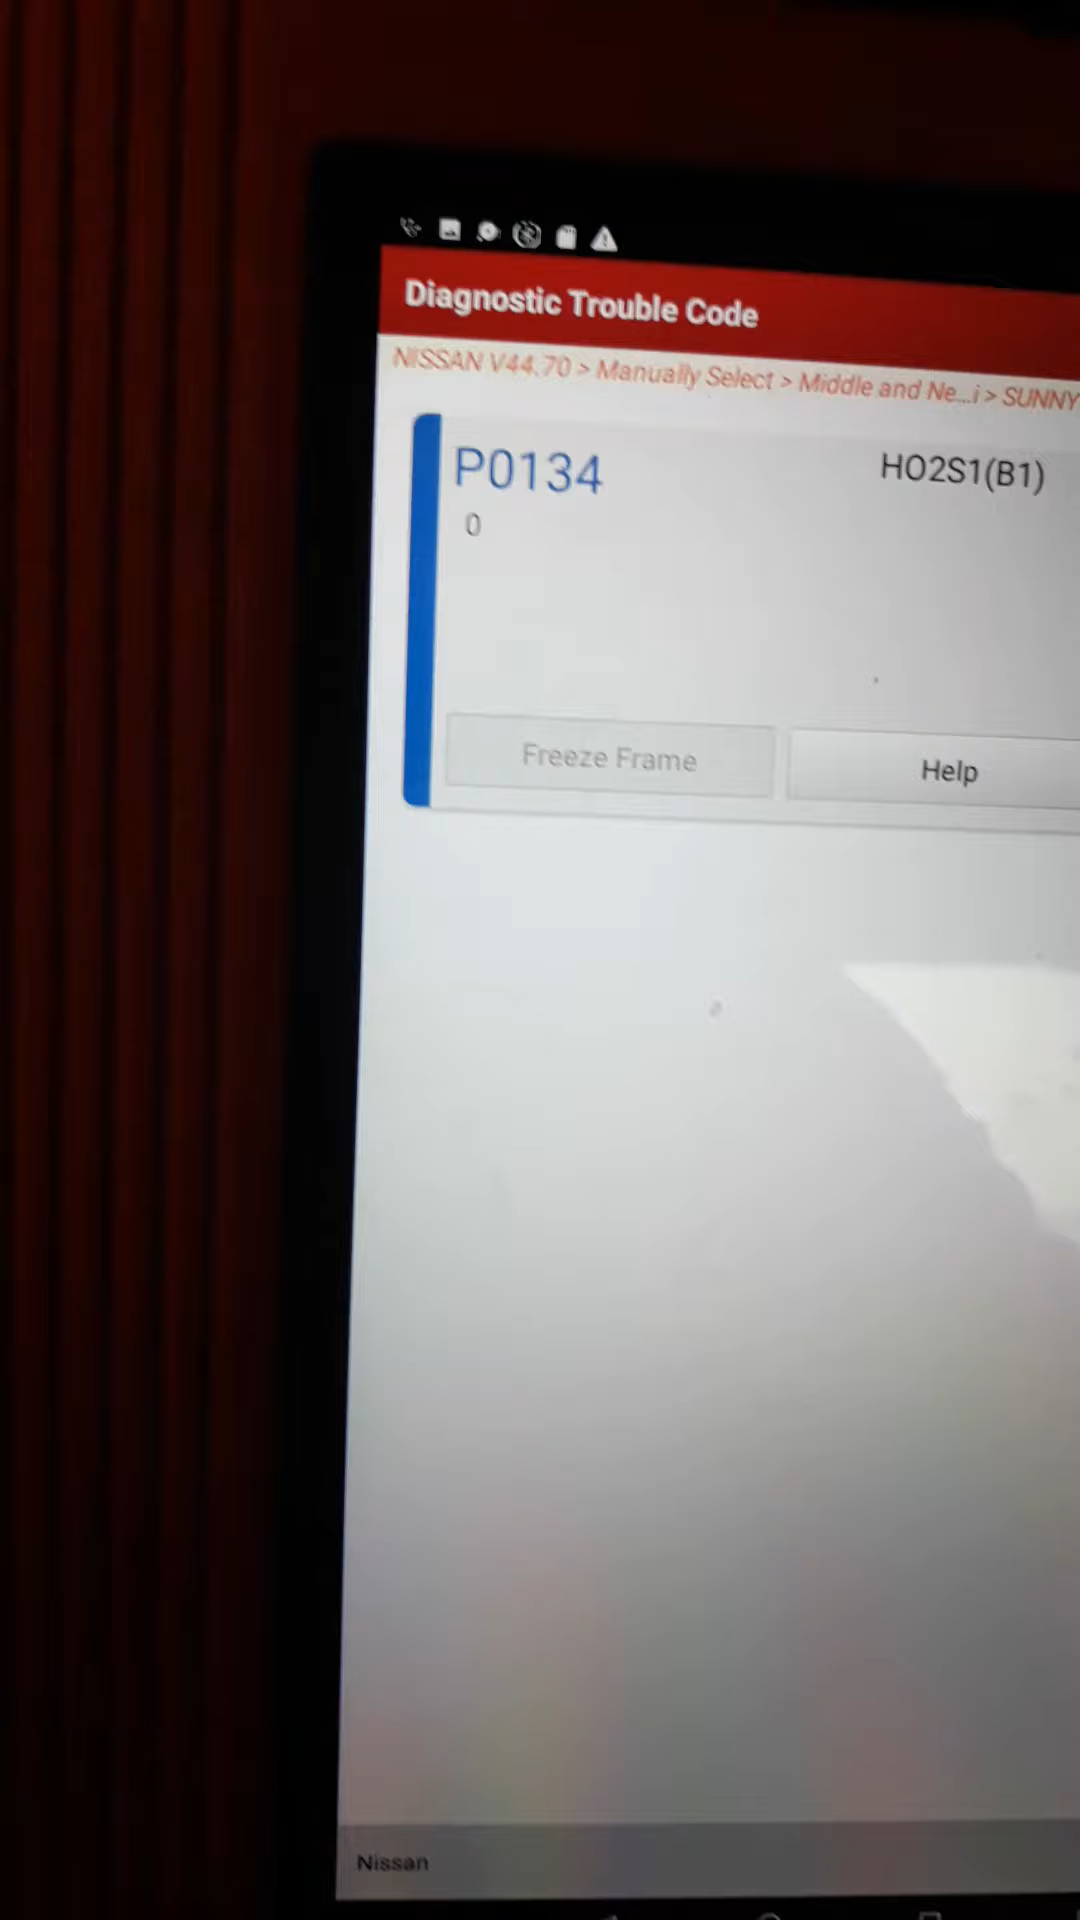 Diagnostic Trouble Code
NISSAN V44.70 > Manually Select > Middle and Ne...i > SUNNY
P0134 HO2S1(B1)
0
Freeze Frame Help
Nissan